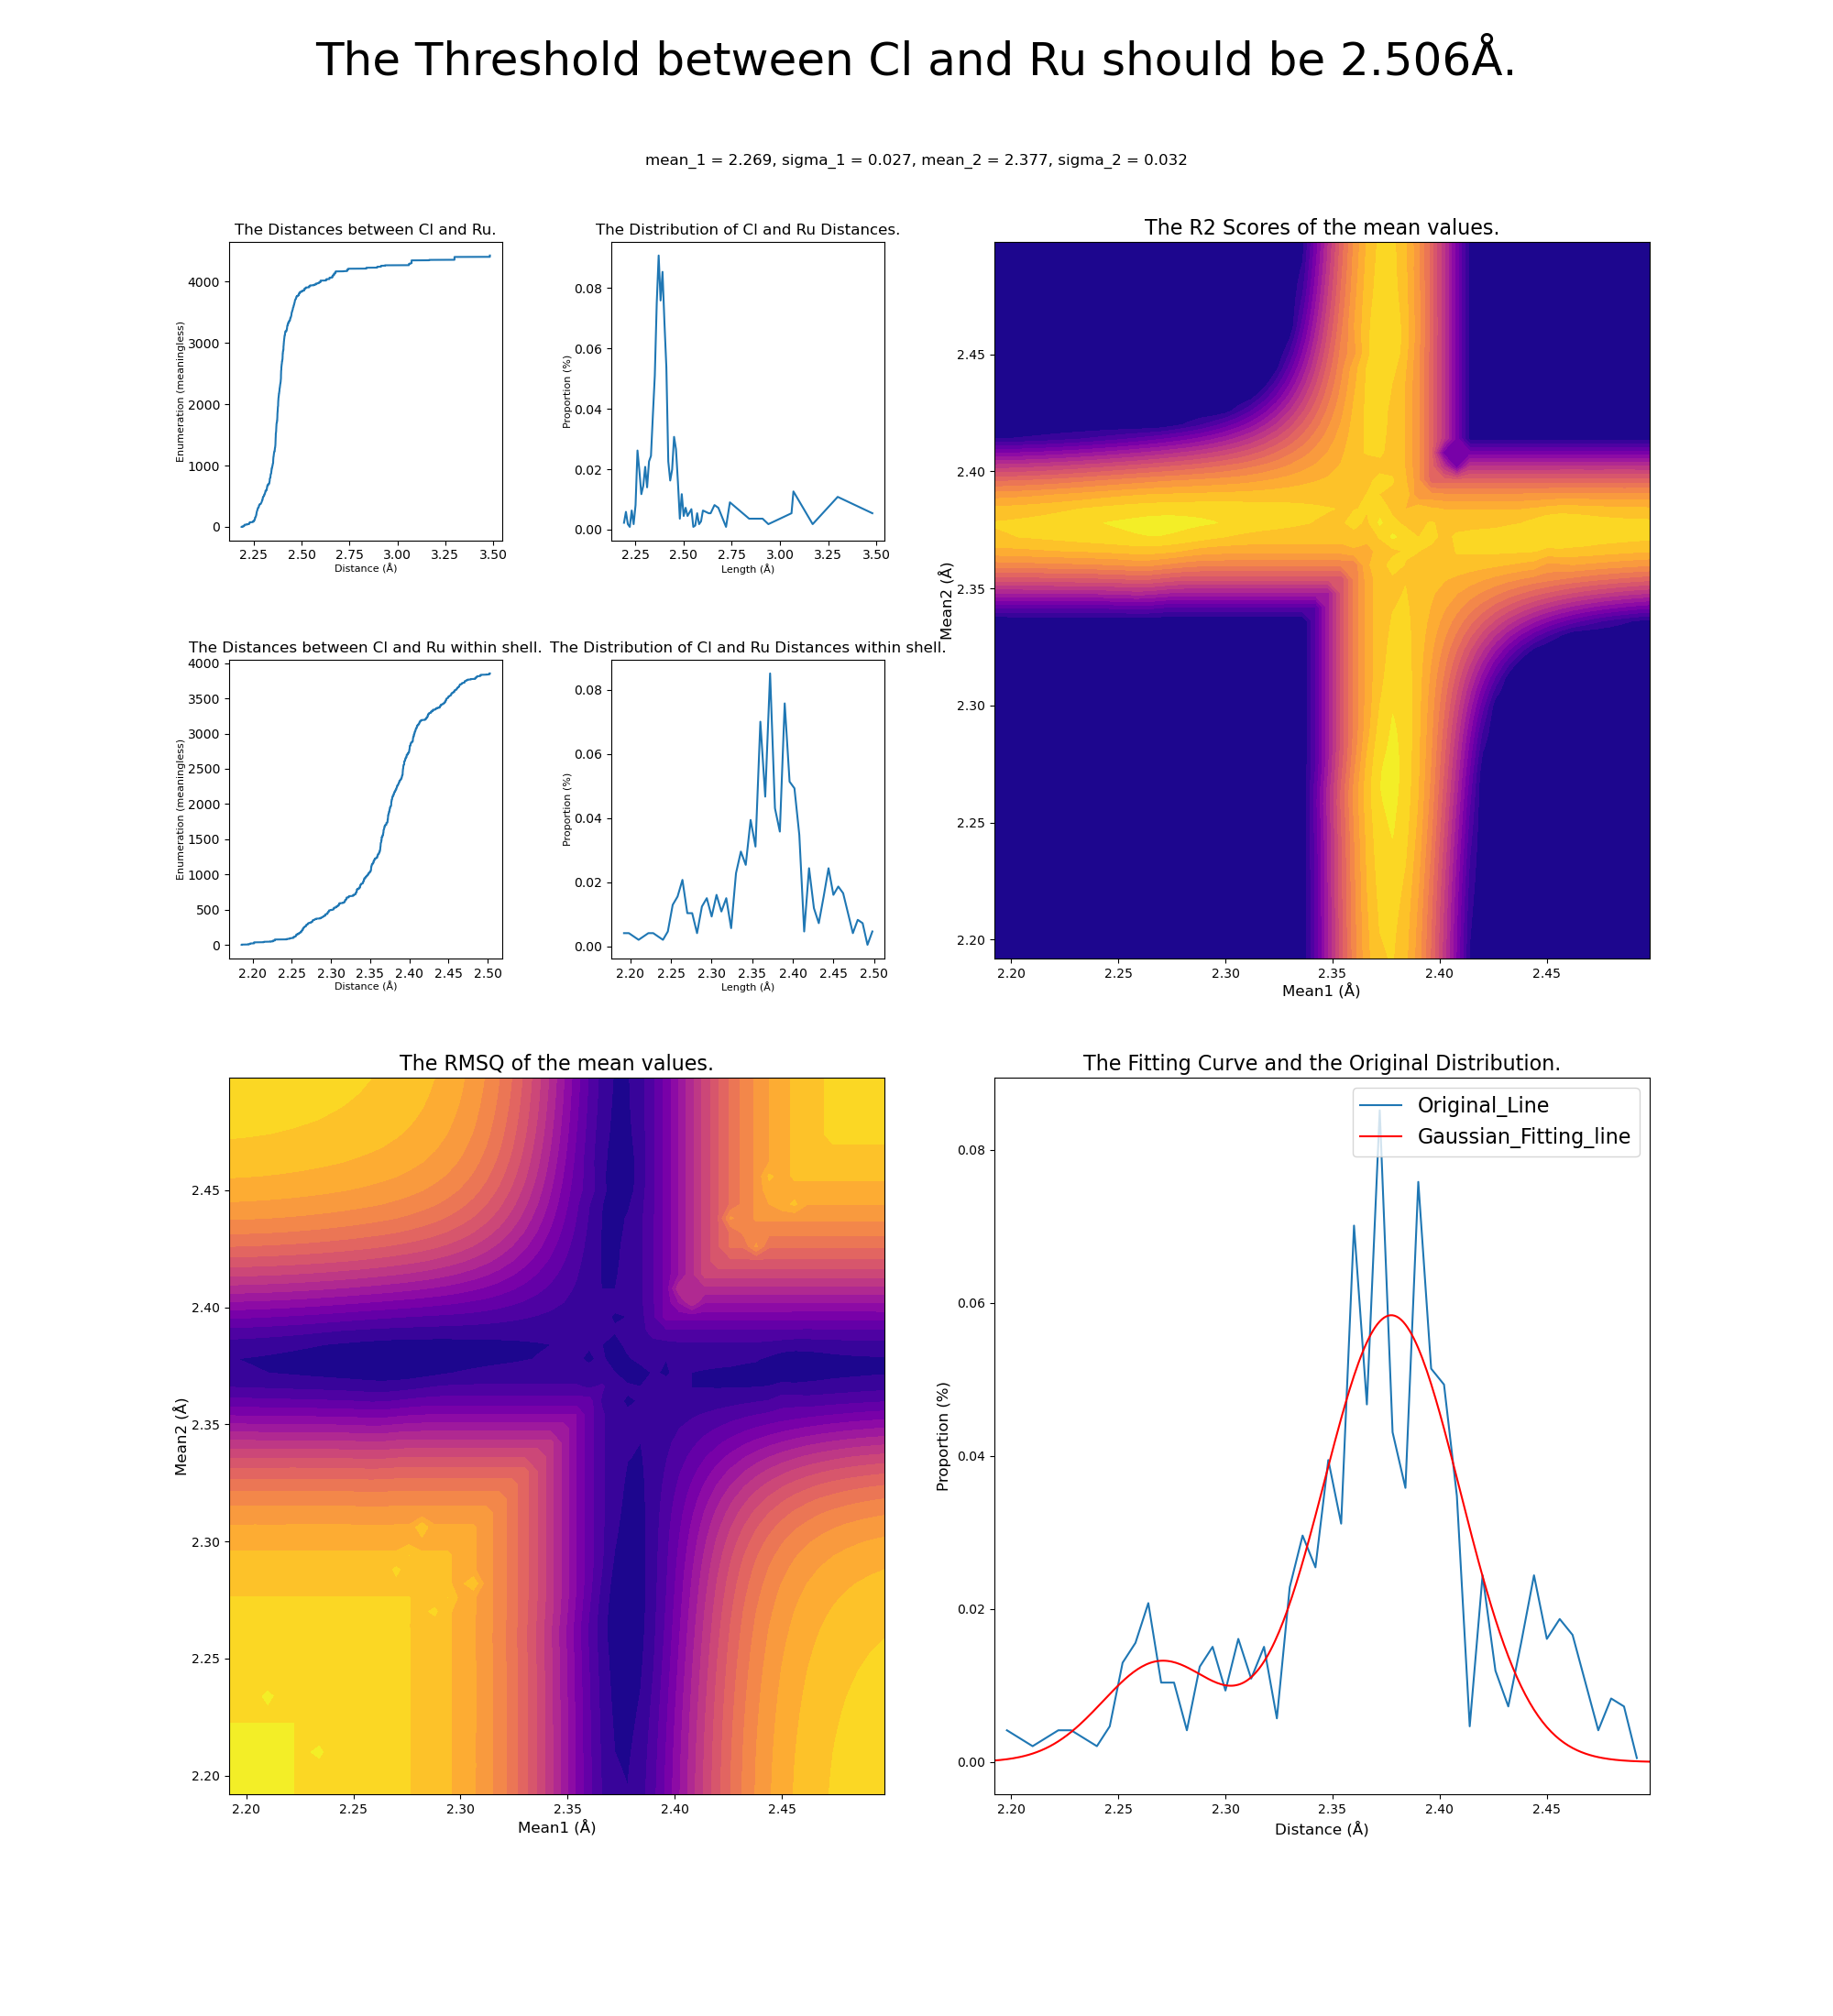 The Threshold between Cl and Ru should be 2.506Å.
mean_1 = 2.269, sigma_1 = 0.027, mean_2 = 2.377, sigma_2 = 0.032
The Distances between Cl and Ru.
4000
3000
2000
1000
0
Enumeration (meaningless)
2.25 2.50 2.75 3.00 3.25 3.50
Distance (Å)
The Distribution of Cl and Ru Distances.
0.08
0.06
0.04
0.02
0.00
Proportion (%)
2.25 2.50 2.75 3.00 3.25 3.50
Length (Å)
The R2 Scores of the mean values.
2.45
2.40
2.35
2.30
2.25
2.20
Mean2 (Å)
2.20 2.25 2.30 2.35 2.40 2.45
Mean1 (Å)
The Distances between Cl and Ru within shell.
4000
3500
3000
2500
2000
1500
1000
500
0
Enumeration (meaningless)
2.20 2.25 2.30 2.35 2.40 2.45 2.50
Distance (Å)
The Distribution of Cl and Ru Distances within shell.
0.08
0.06
0.04
0.02
0.00
Proportion (%)
2.20 2.25 2.30 2.35 2.40 2.45 2.50
Length (Å)
The RMSQ of the mean values.
2.45
2.40
2.35
2.30
2.25
2.20
Mean2 (Å)
2.20 2.25 2.30 2.35 2.40 2.45
Mean1 (Å)
The Fitting Curve and the Original Distribution.
Original_Line
Gaussian_Fitting_line
0.08
0.06
0.04
0.02
0.00
Proportion (%)
2.20 2.25 2.30 2.35 2.40 2.45
Distance (Å)